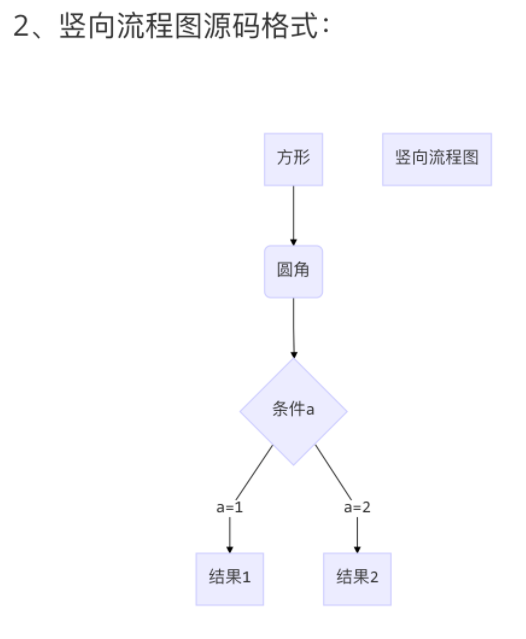 2、竖向流程图源码格式：
方形
竖向流程图
圆角
条件a
a=1
a=2
结果1
结果2